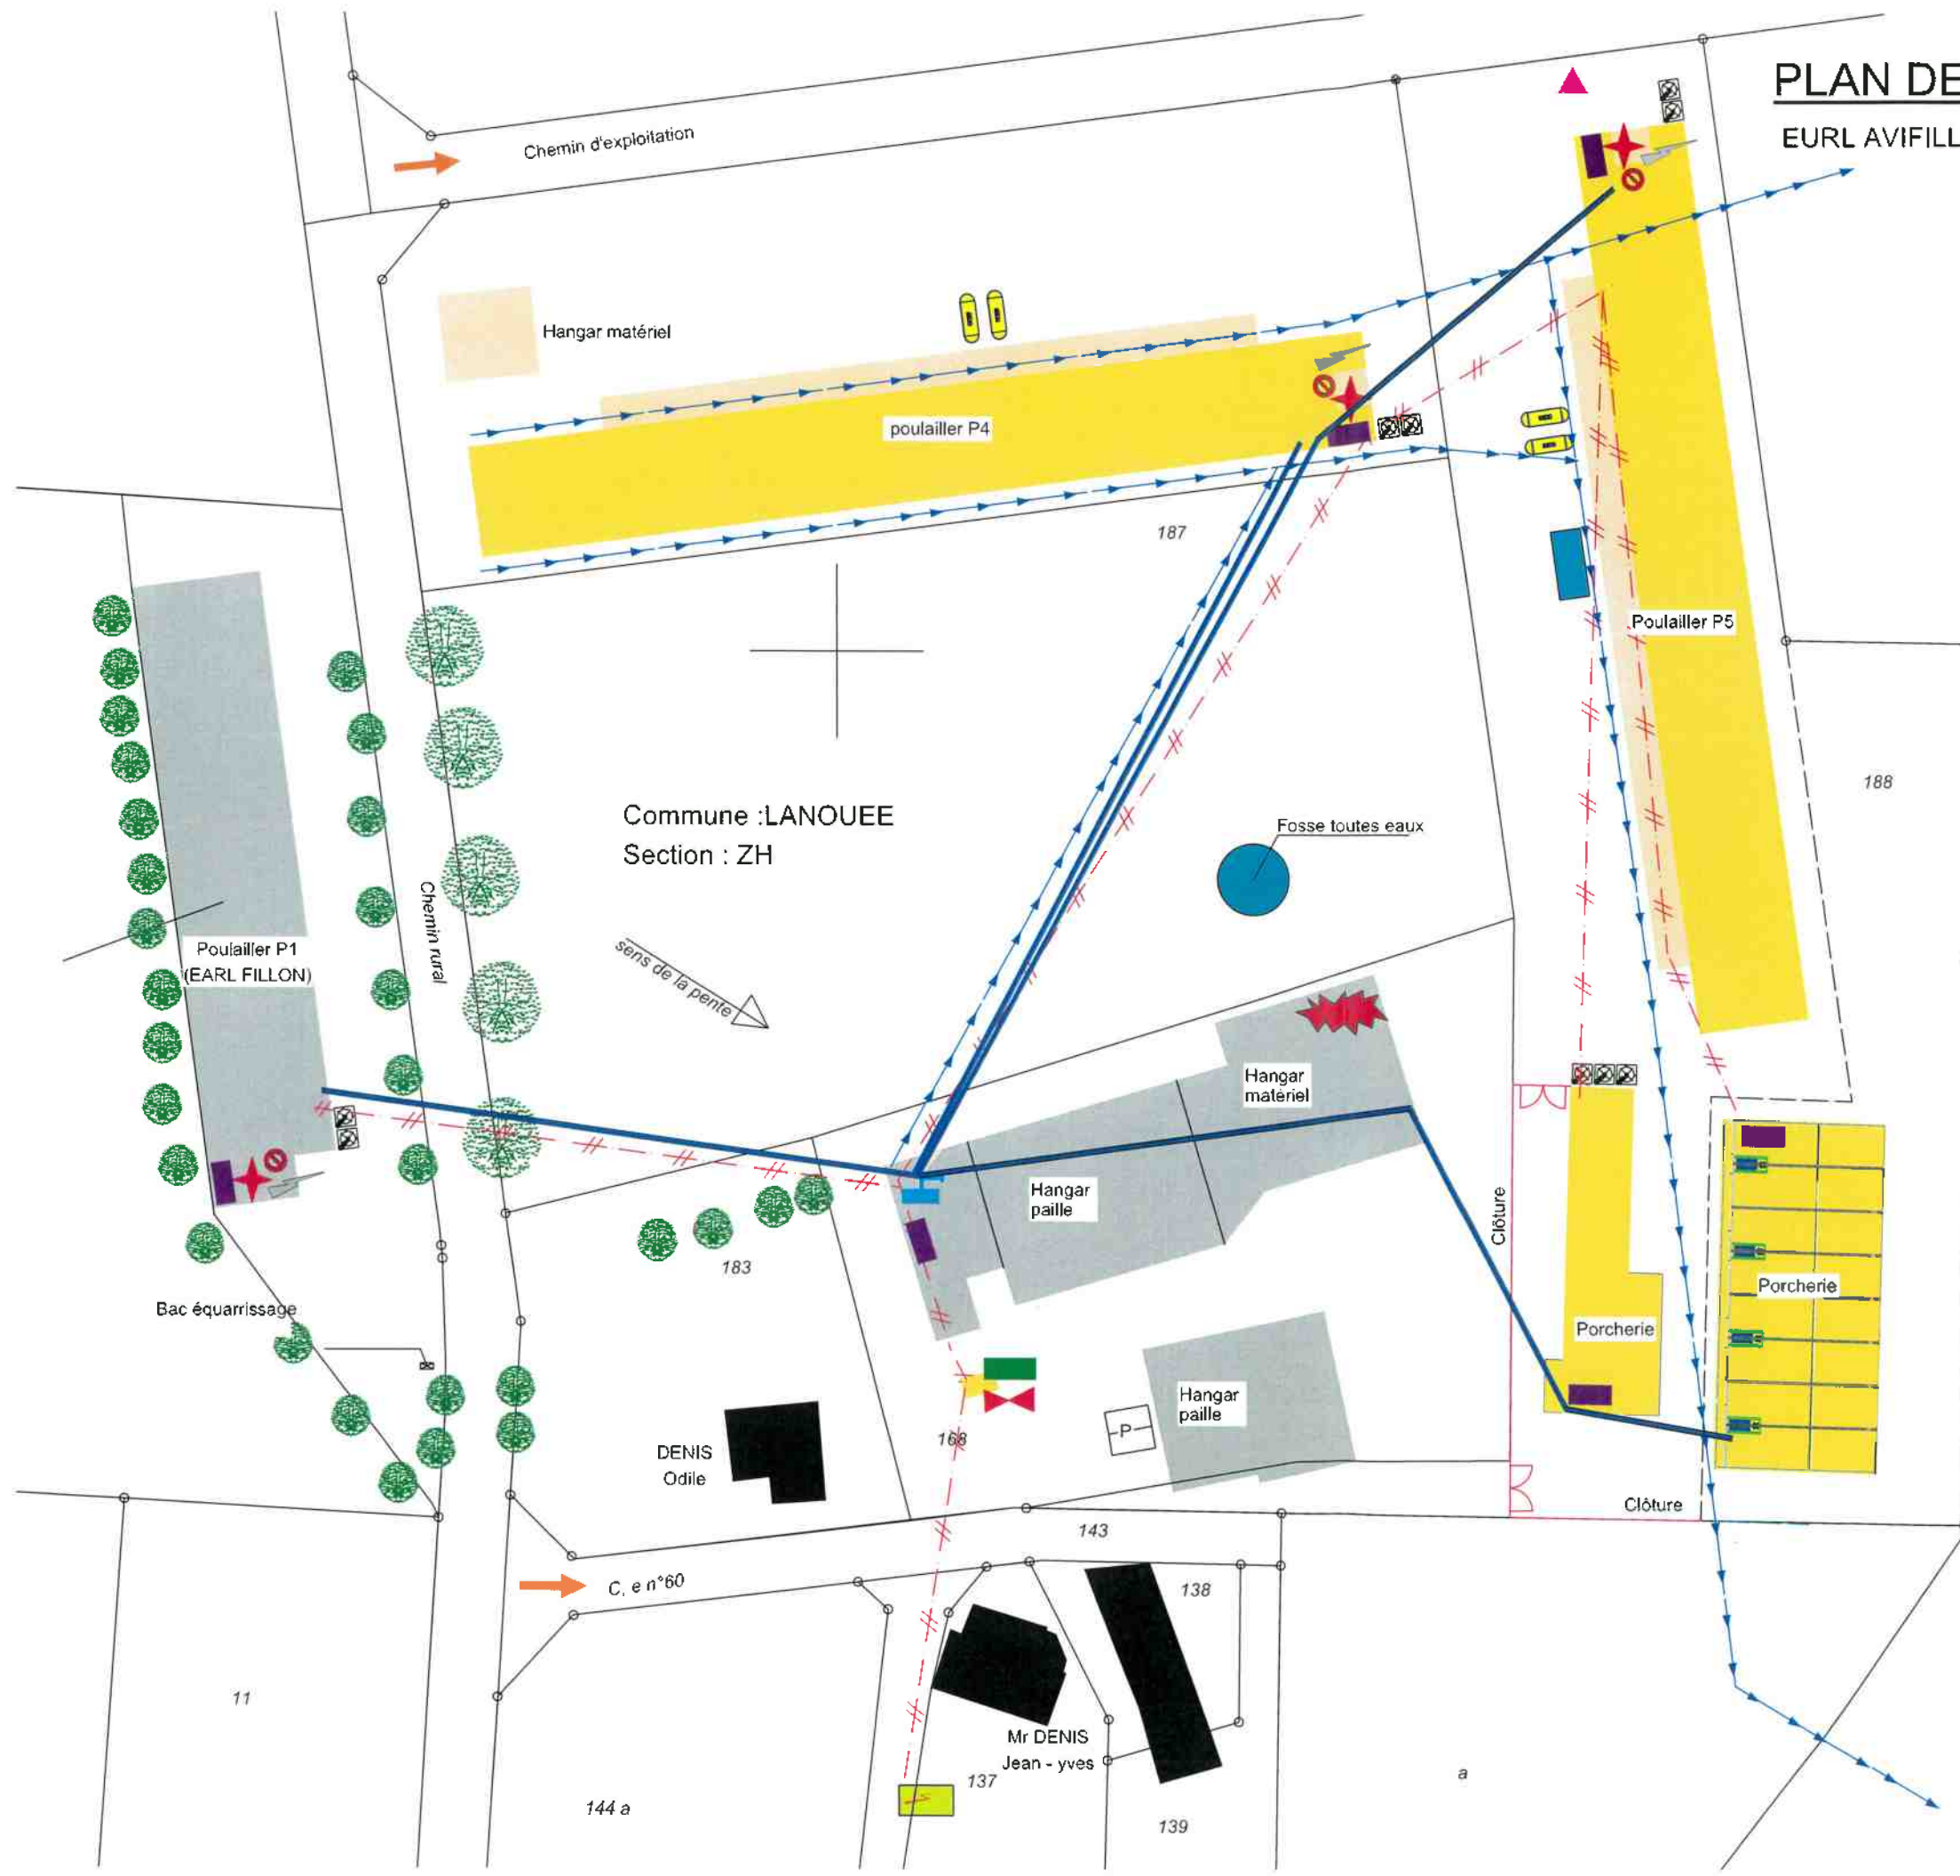 PLAN DE
EURL AVIFILL
Chemin d'exploitation
Hangar matériel
poulailler P4
187
Poulailler P5
188
Commune :LANOUEE
Section : ZH
Fosse toutes eaux
Chemin rural
Poulailler P1
(EARL FILLON)
sens de la pente
Hangar
matériel
Hangar
paille
Clôture
183
Bac équarrissage
Porcherie
Porcherie
Hangar
paille
P
168
DENIS
Odile
Clôture
143
C, e n°60
138
11
Mr DENIS
Jean - yves
137
a
144 a
139